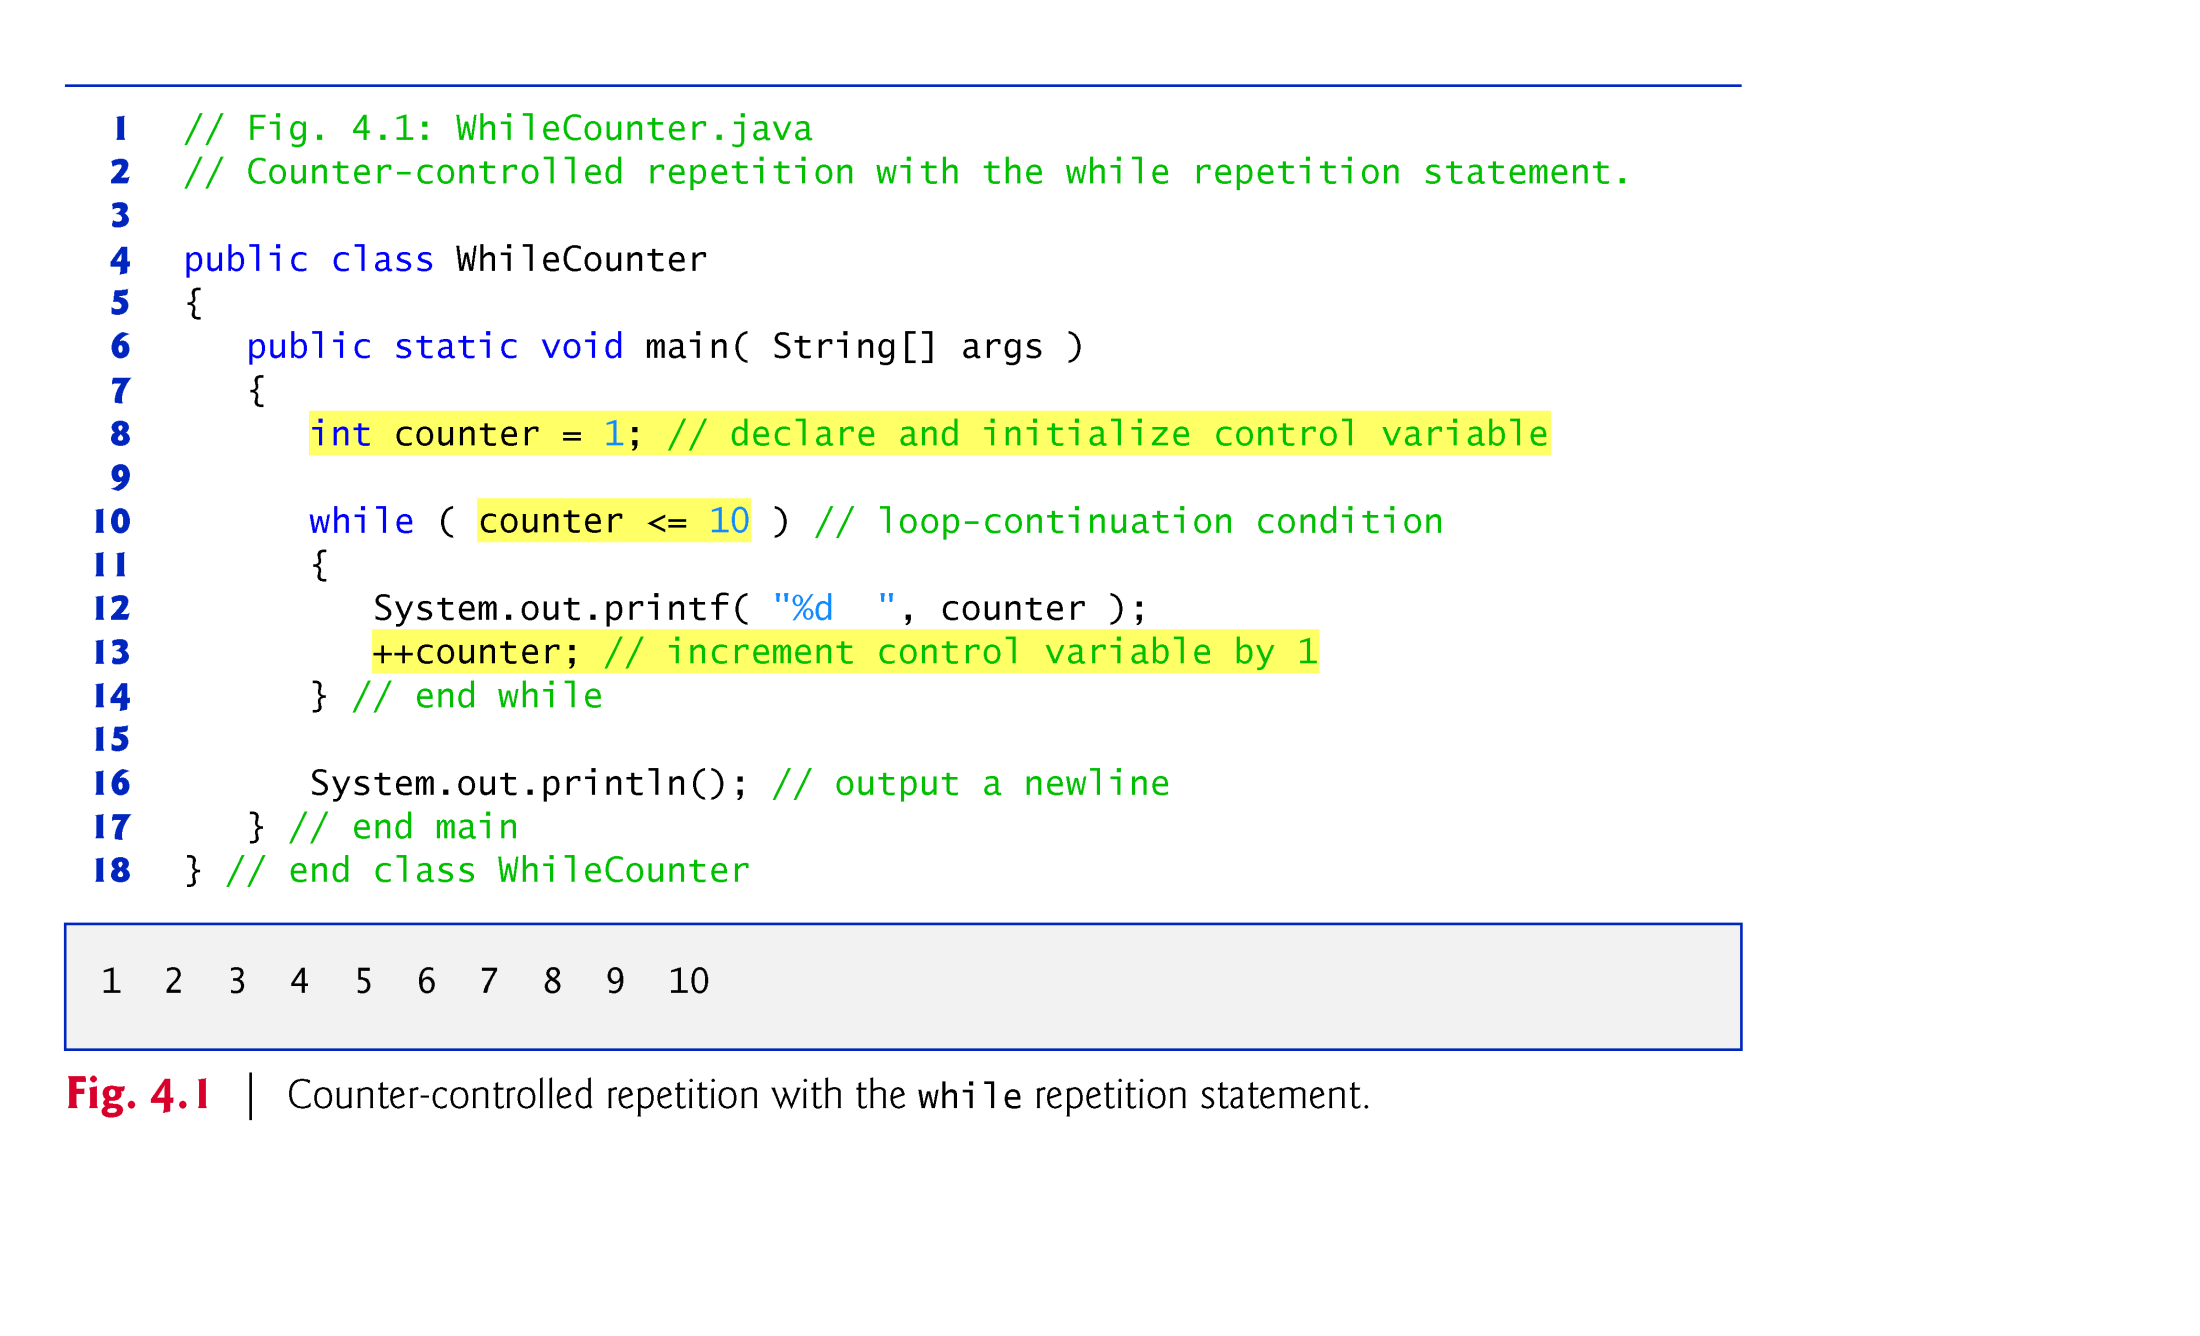 1 // Fig. 4.1: WhileCounter.java
2 // Counter-controlled repetition with the while repetition statement.
3
4 public class WhileCounter
5 {
6    public static void main( String[] args )
7    {
8       int counter = 1; // declare and initialize control variable
9
10       while ( counter <= 10 ) // loop-continuation condition
11       {
12          System.out.printf( "%d  ", counter );
13          ++counter; // increment control variable by 1
14       } // end while
15
16       System.out.println(); // output a newline
17    } // end main
18 } // end class WhileCounter
1  2  3  4  5  6  7  8  9  10
Fig. 4.1 | Counter-controlled repetition with the while repetition statement.